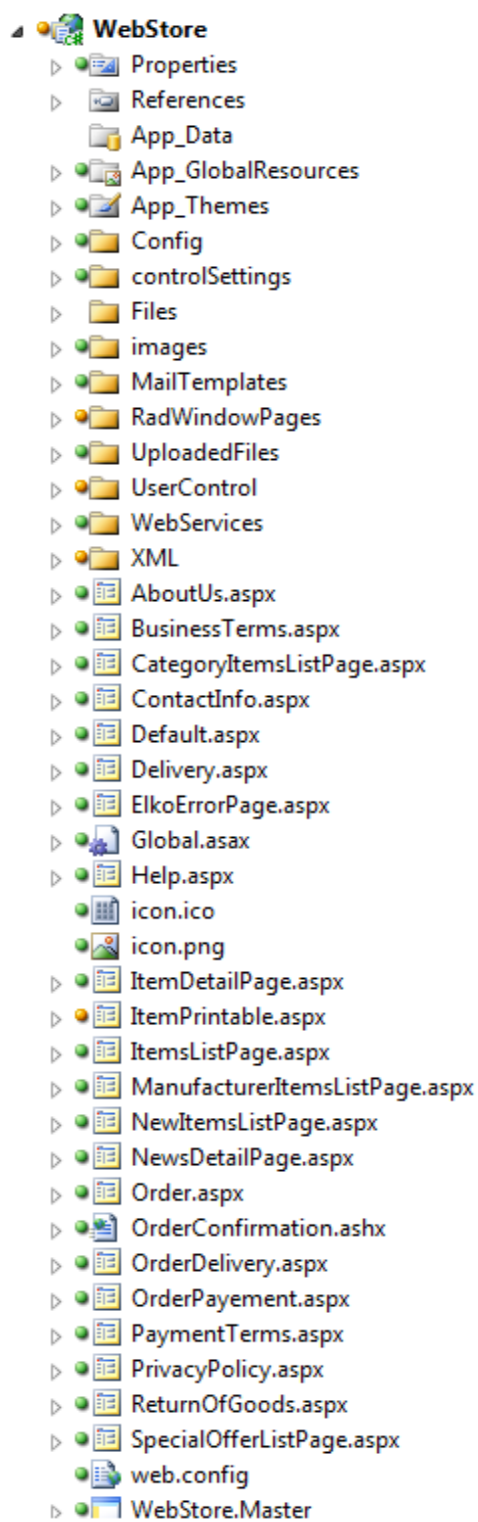 WebStore
Properties
References
App_Data
App_GlobalResources
App_Themes
Config
controlSettings
Files
images
MailTemplates
RadWindowPages
UploadedFiles
UserControl
WebServices
XML
AboutUs.aspx
BusinessTerms.aspx
CategoryItemsListPage.aspx
ContactInfo.aspx
Default.aspx
Delivery.aspx
ElkoErrorPage.aspx
Global.asax
Help.aspx
icon.ico
icon.png
ItemDetailPage.aspx
ItemPrintable.aspx
ItemsListPage.aspx
ManufacturerItemsListPage.aspx
NewItemsListPage.aspx
NewsDetailPage.aspx
Order.aspx
OrderConfirmation.ashx
OrderDelivery.aspx
OrderPayement.aspx
PaymentTerms.aspx
PrivacyPolicy.aspx
ReturnOfGoods.aspx
SpecialOfferListPage.aspx
web.config
WebStore.Master